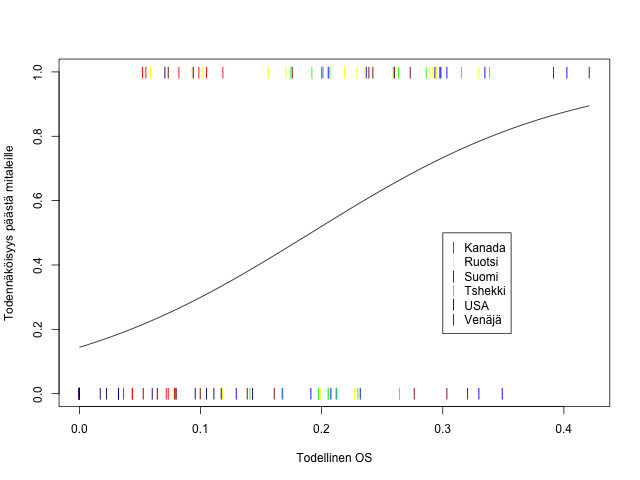 Todennäköisyys päästä mitaleille
0.0 0.2 0.4 0.6 0.8 1.0
Kanada
Ruotsi
Suomi
Tshekki
USA
Venäjä
0.0 0.1 0.2 0.3 0.4
Todellinen OS